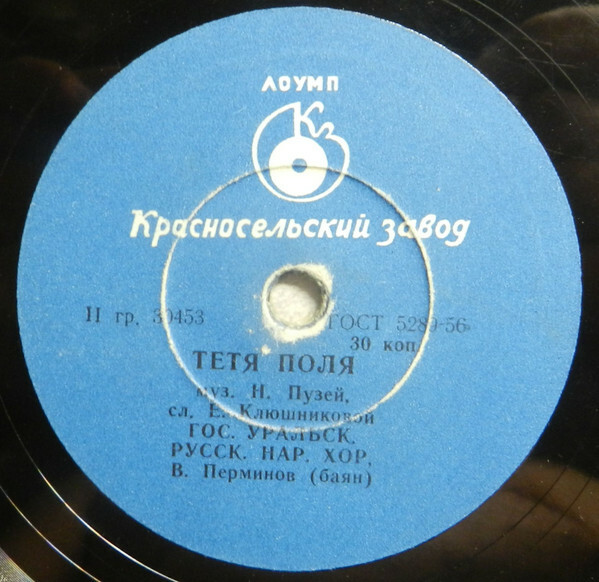 ЛОУМП
К
Красносельский завод
II гр. 30453 ГОСТ 5289-56
30 коп
ТЕТЯ ПОЛЯ
муз. Н. Пузей,
сл. Е. Клюшниковой
ГОС. УРАЛЬСК.
РУССК. НАР. ХОР,
В. Перминов (баян)